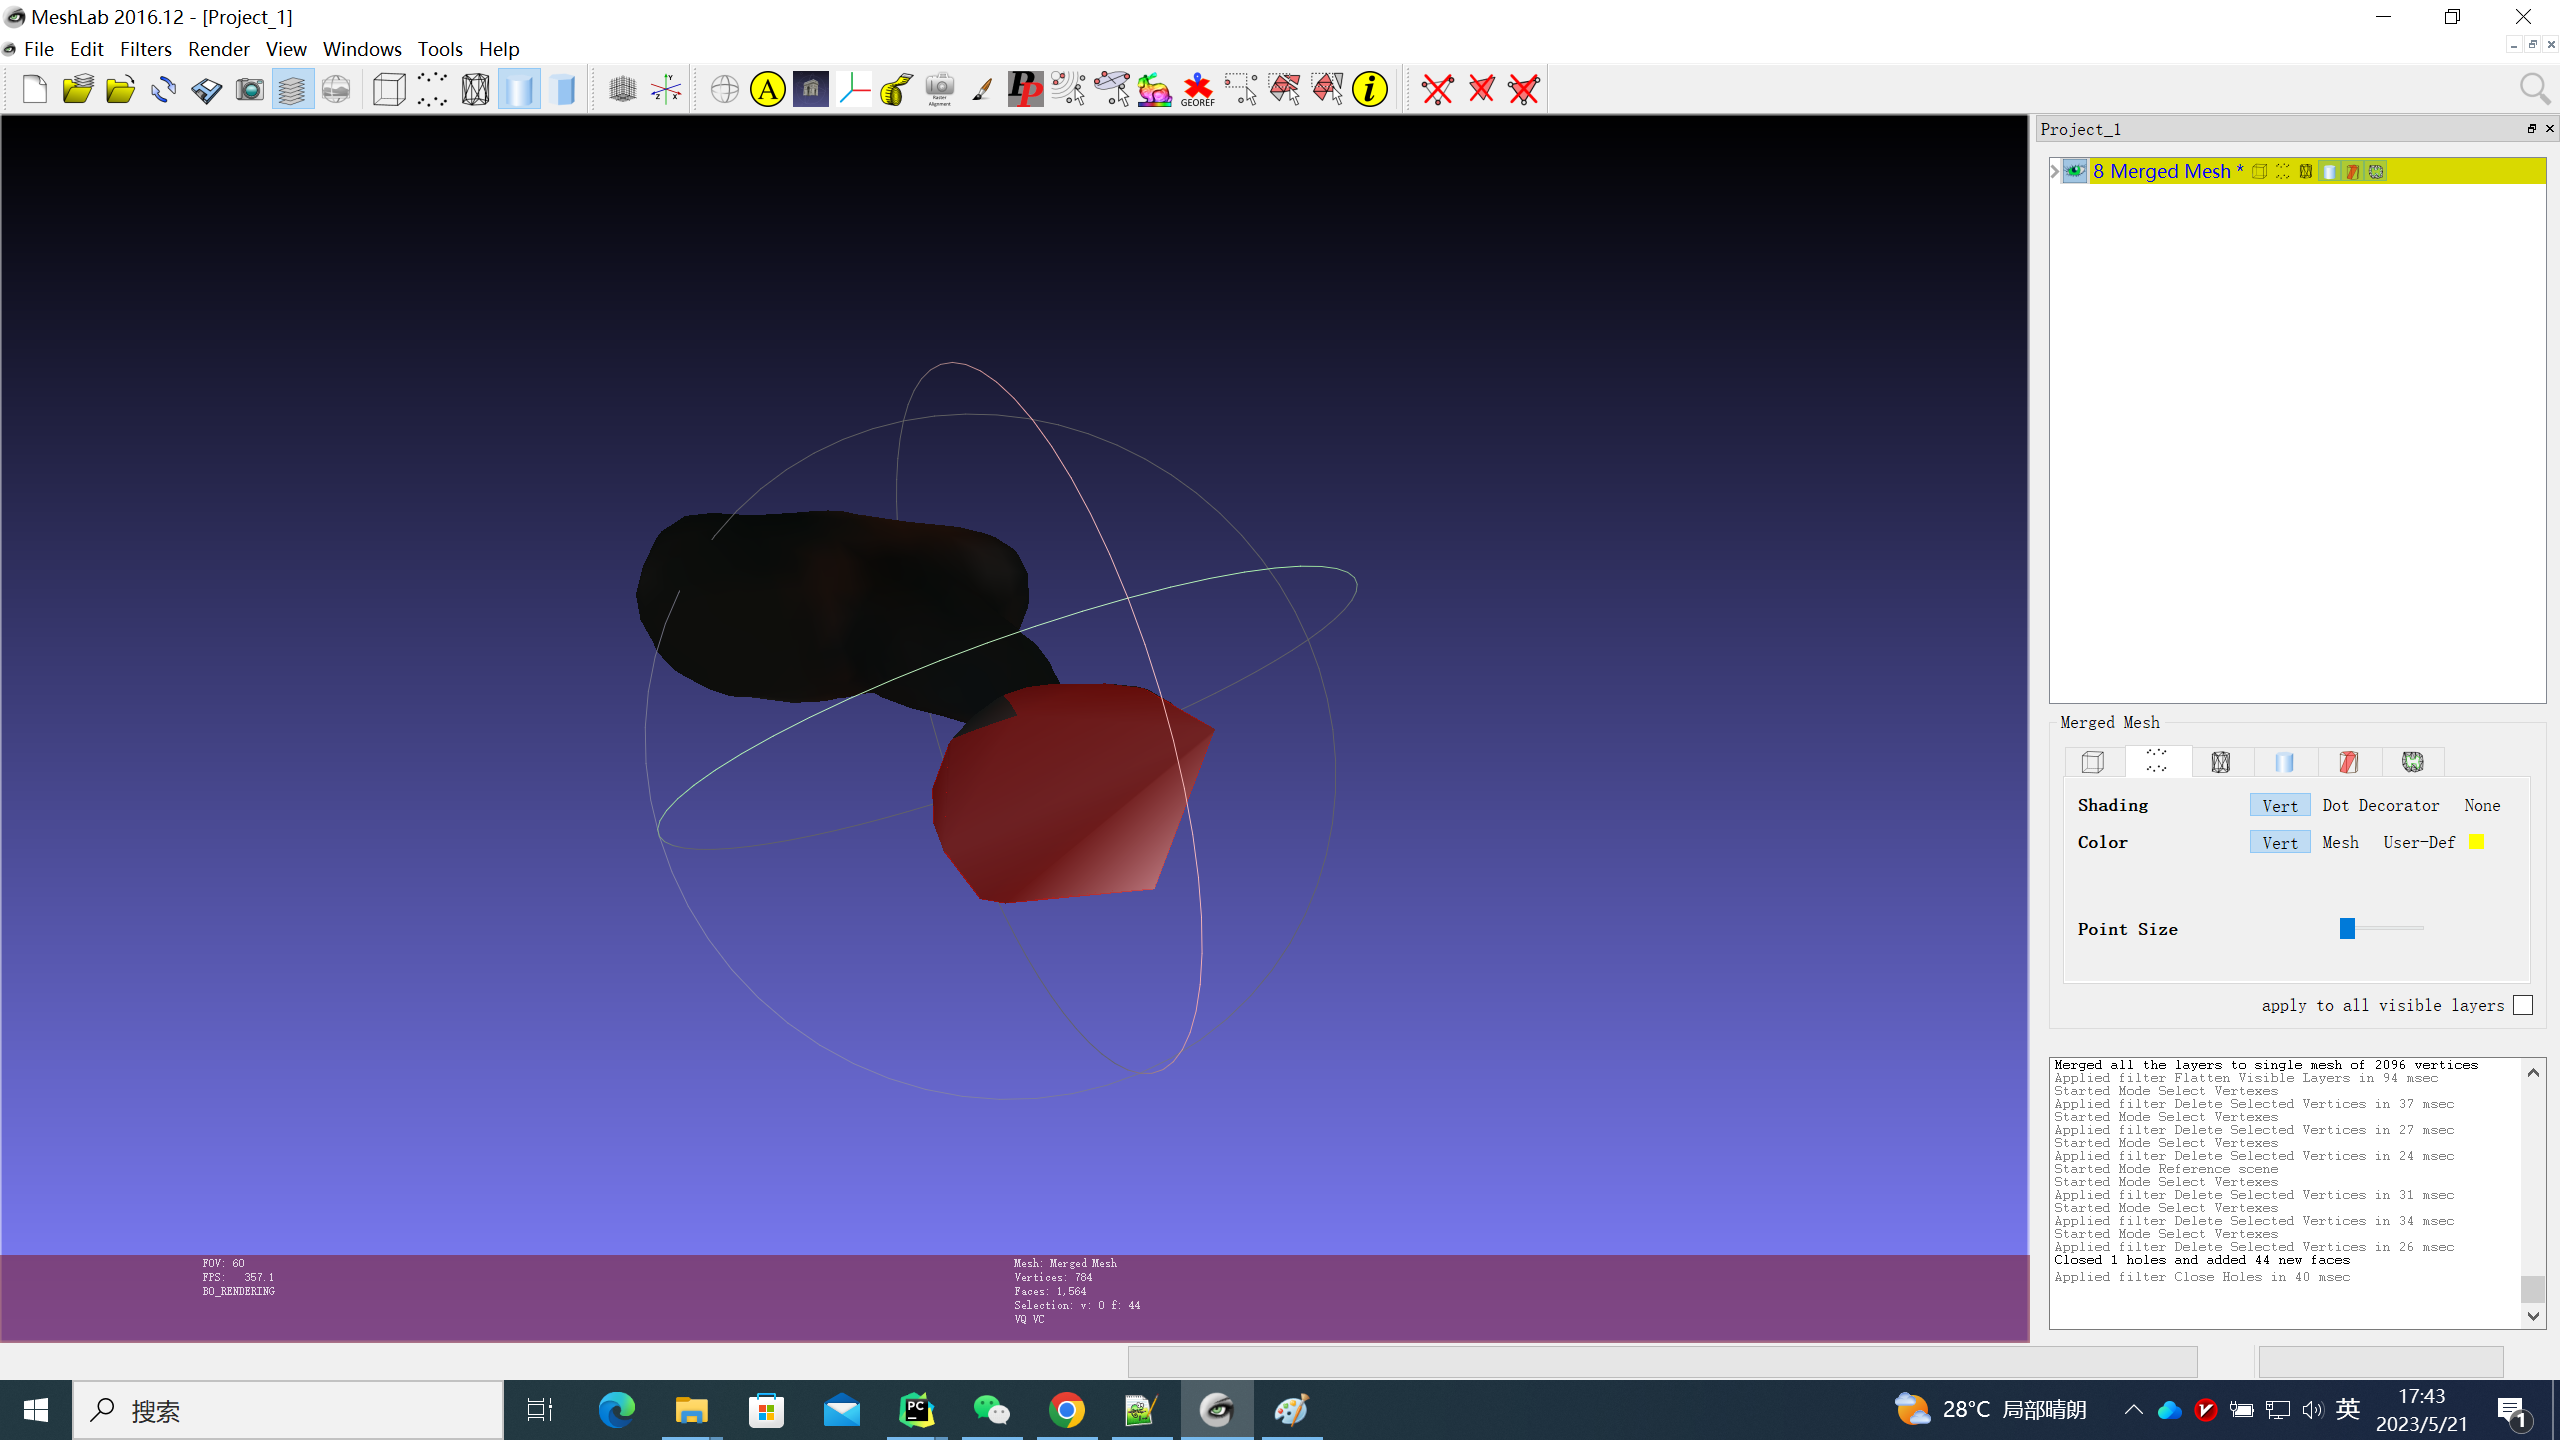 MeshLab 2016.12 - [Project_1]
File Edit Filters Render View Windows Tools Help
A
PP
GEOREF
i
Project_1
8 Merged Mesh *
Merged Mesh
Shading Vert Dot Decorator None
Color Vert Mesh User-Def
Point Size
apply to all visible layers
Merged all the layers to single mesh of 2096 vertices
Applied filter Flatten Visible Layers in 94 msec
Started Mode Select Vertexes
Applied filter Delete Selected Vertices in 37 msec
Started Mode Select Vertexes
Applied filter Delete Selected Vertices in 27 msec
Started Mode Select Vertexes
Applied filter Delete Selected Vertices in 24 msec
Started Mode Reference scene
Started Mode Select Vertexes
Applied filter Delete Selected Vertices in 31 msec
Started Mode Select Vertexes
Applied filter Delete Selected Vertices in 34 msec
Started Mode Select Vertexes
Applied filter Delete Selected Vertices in 26 msec
Closed 1 holes and added 44 new faces
Applied filter Close Holes in 40 msec
FOV: 60
FPS: 357.1
BO_RENDERING
Mesh: Merged Mesh
Vertices: 784
Faces: 1,564
Selection: v: 0 f: 44
VQ VC
搜索
PC
28°C 局部晴朗
英
17:43
2023/5/21
1